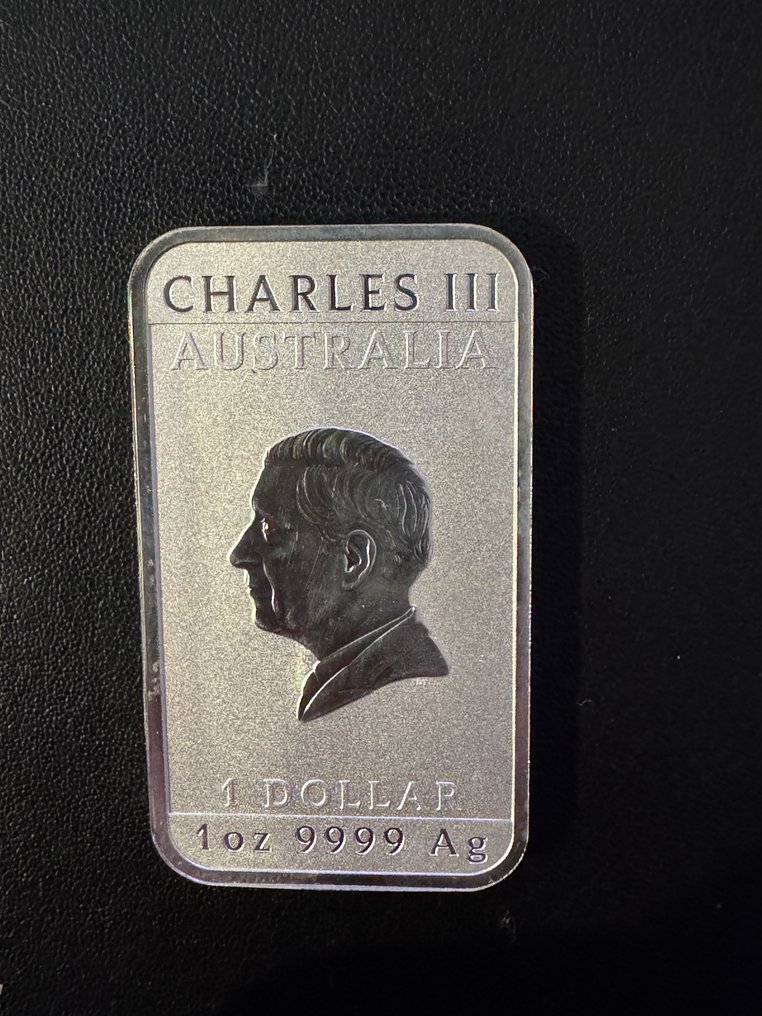 CHARLES III
AUSTRALIA
1 DOLLAR
1oz 9999 Ag